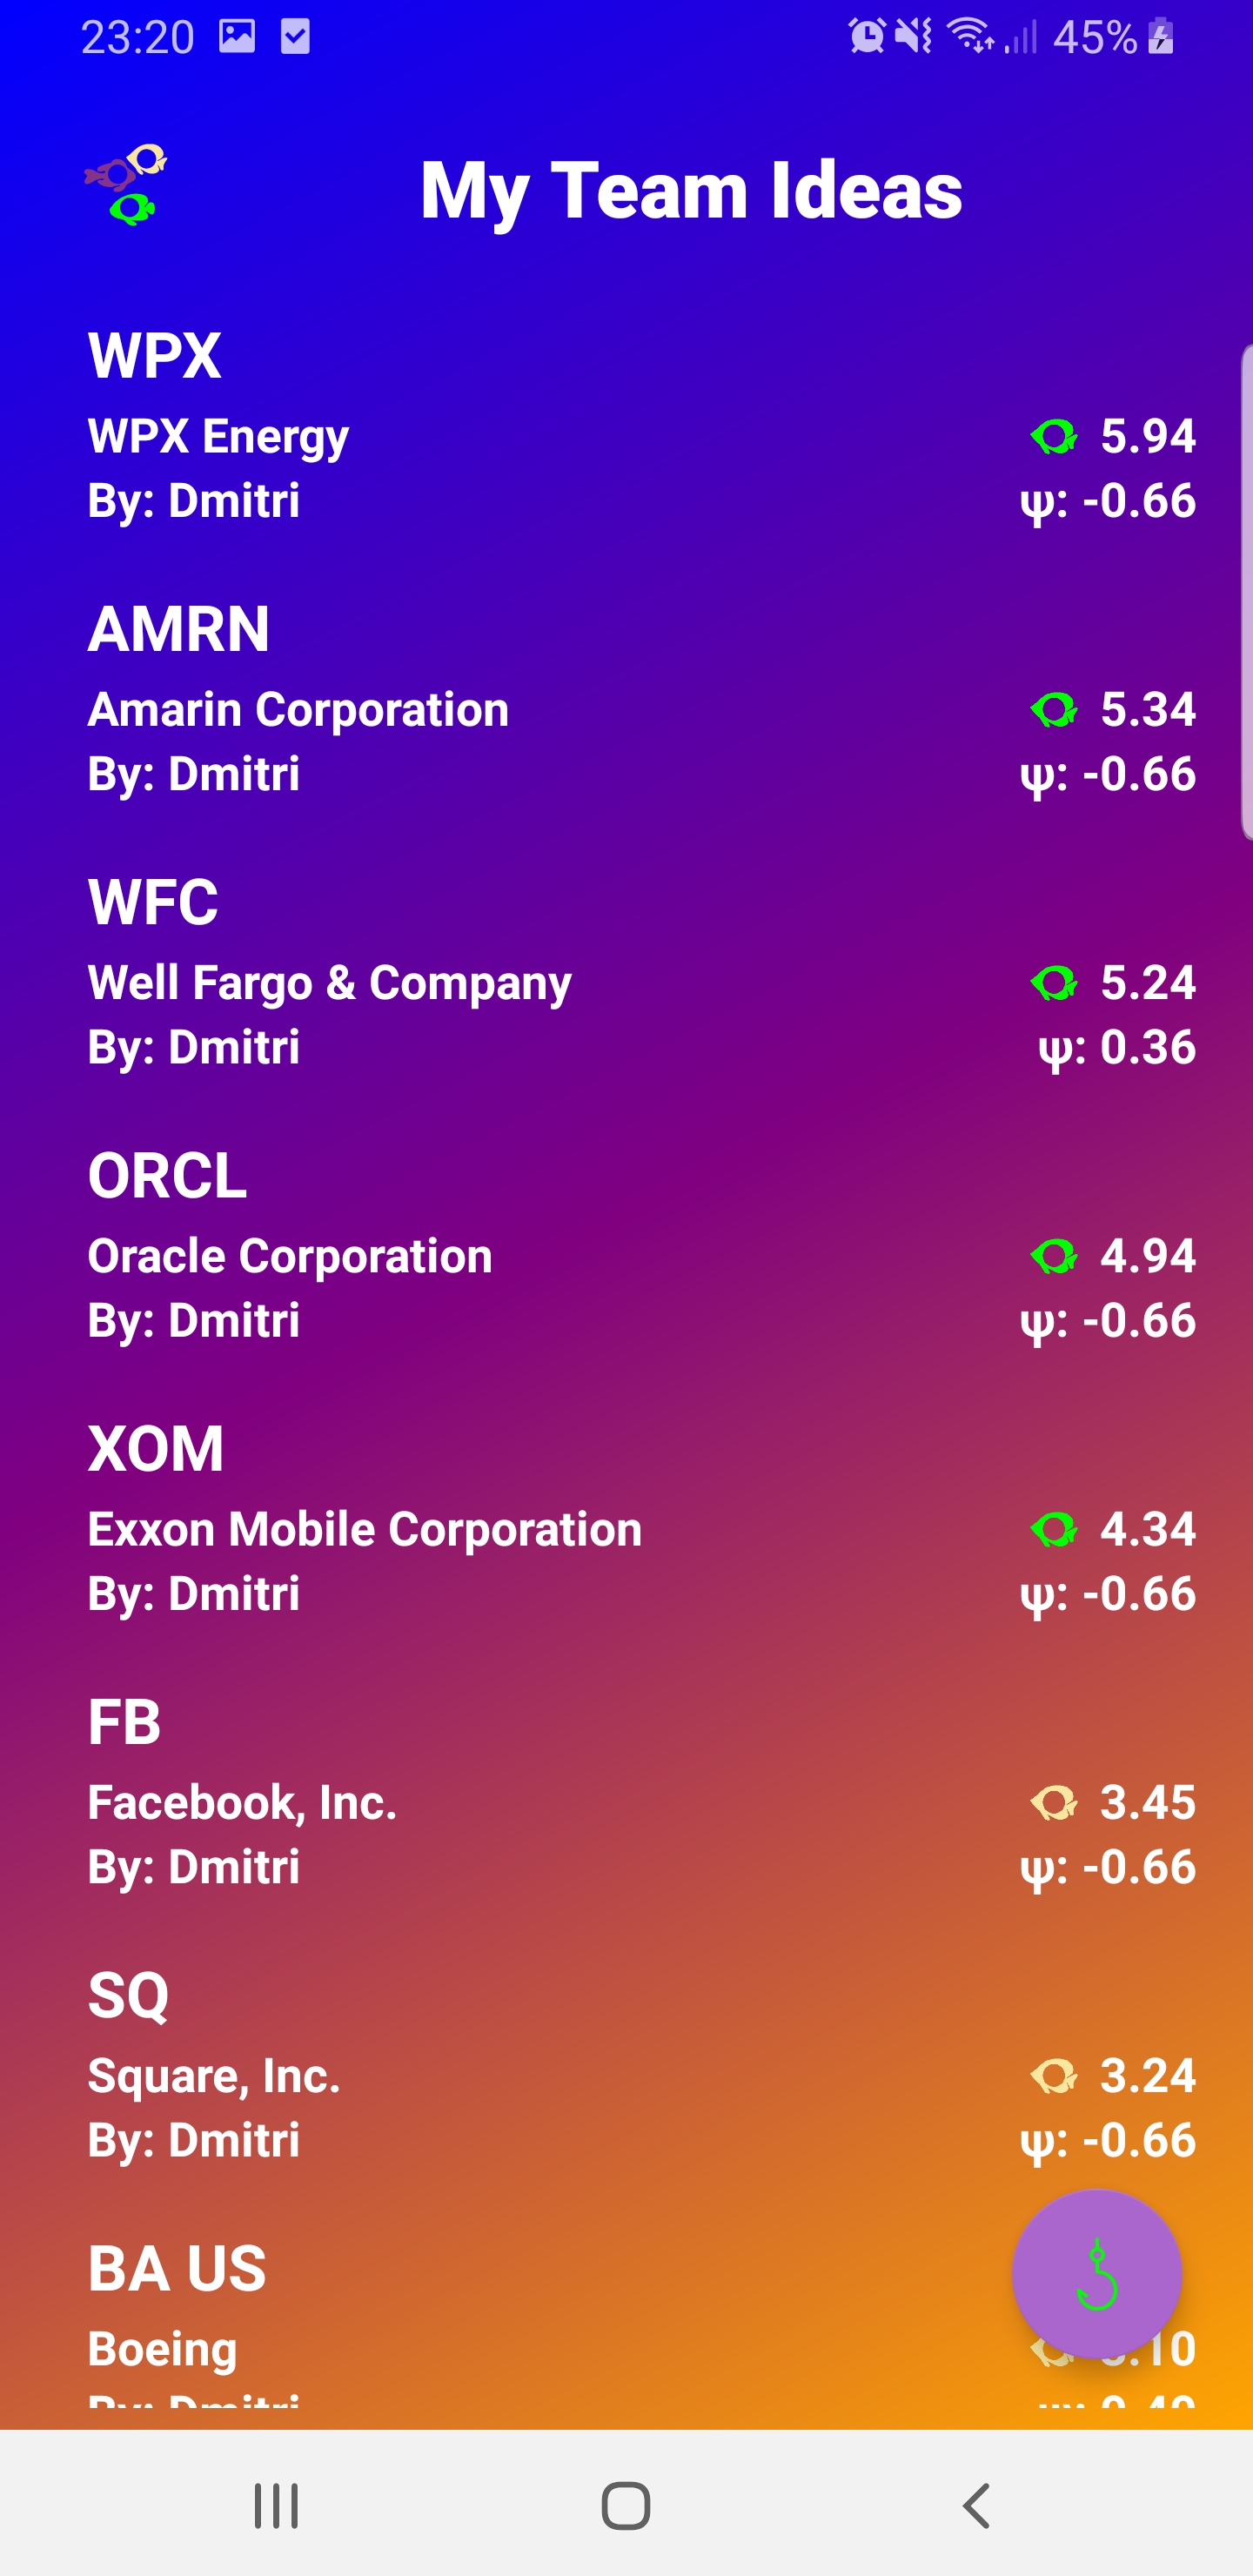 23:20 45%
My Team Ideas
WPX
WPX Energy 5.94
By: Dmitri ψ: -0.66
AMRN
Amarin Corporation 5.34
By: Dmitri ψ: -0.66
WFC
Well Fargo & Company 5.24
By: Dmitri ψ: 0.36
ORCL
Oracle Corporation 4.94
By: Dmitri ψ: -0.66
XOM
Exxon Mobile Corporation 4.34
By: Dmitri ψ: -0.66
FB
Facebook, Inc. 3.45
By: Dmitri ψ: -0.66
SQ
Square, Inc. 3.24
By: Dmitri ψ: -0.66
BA US
Boeing
By: Dmitri